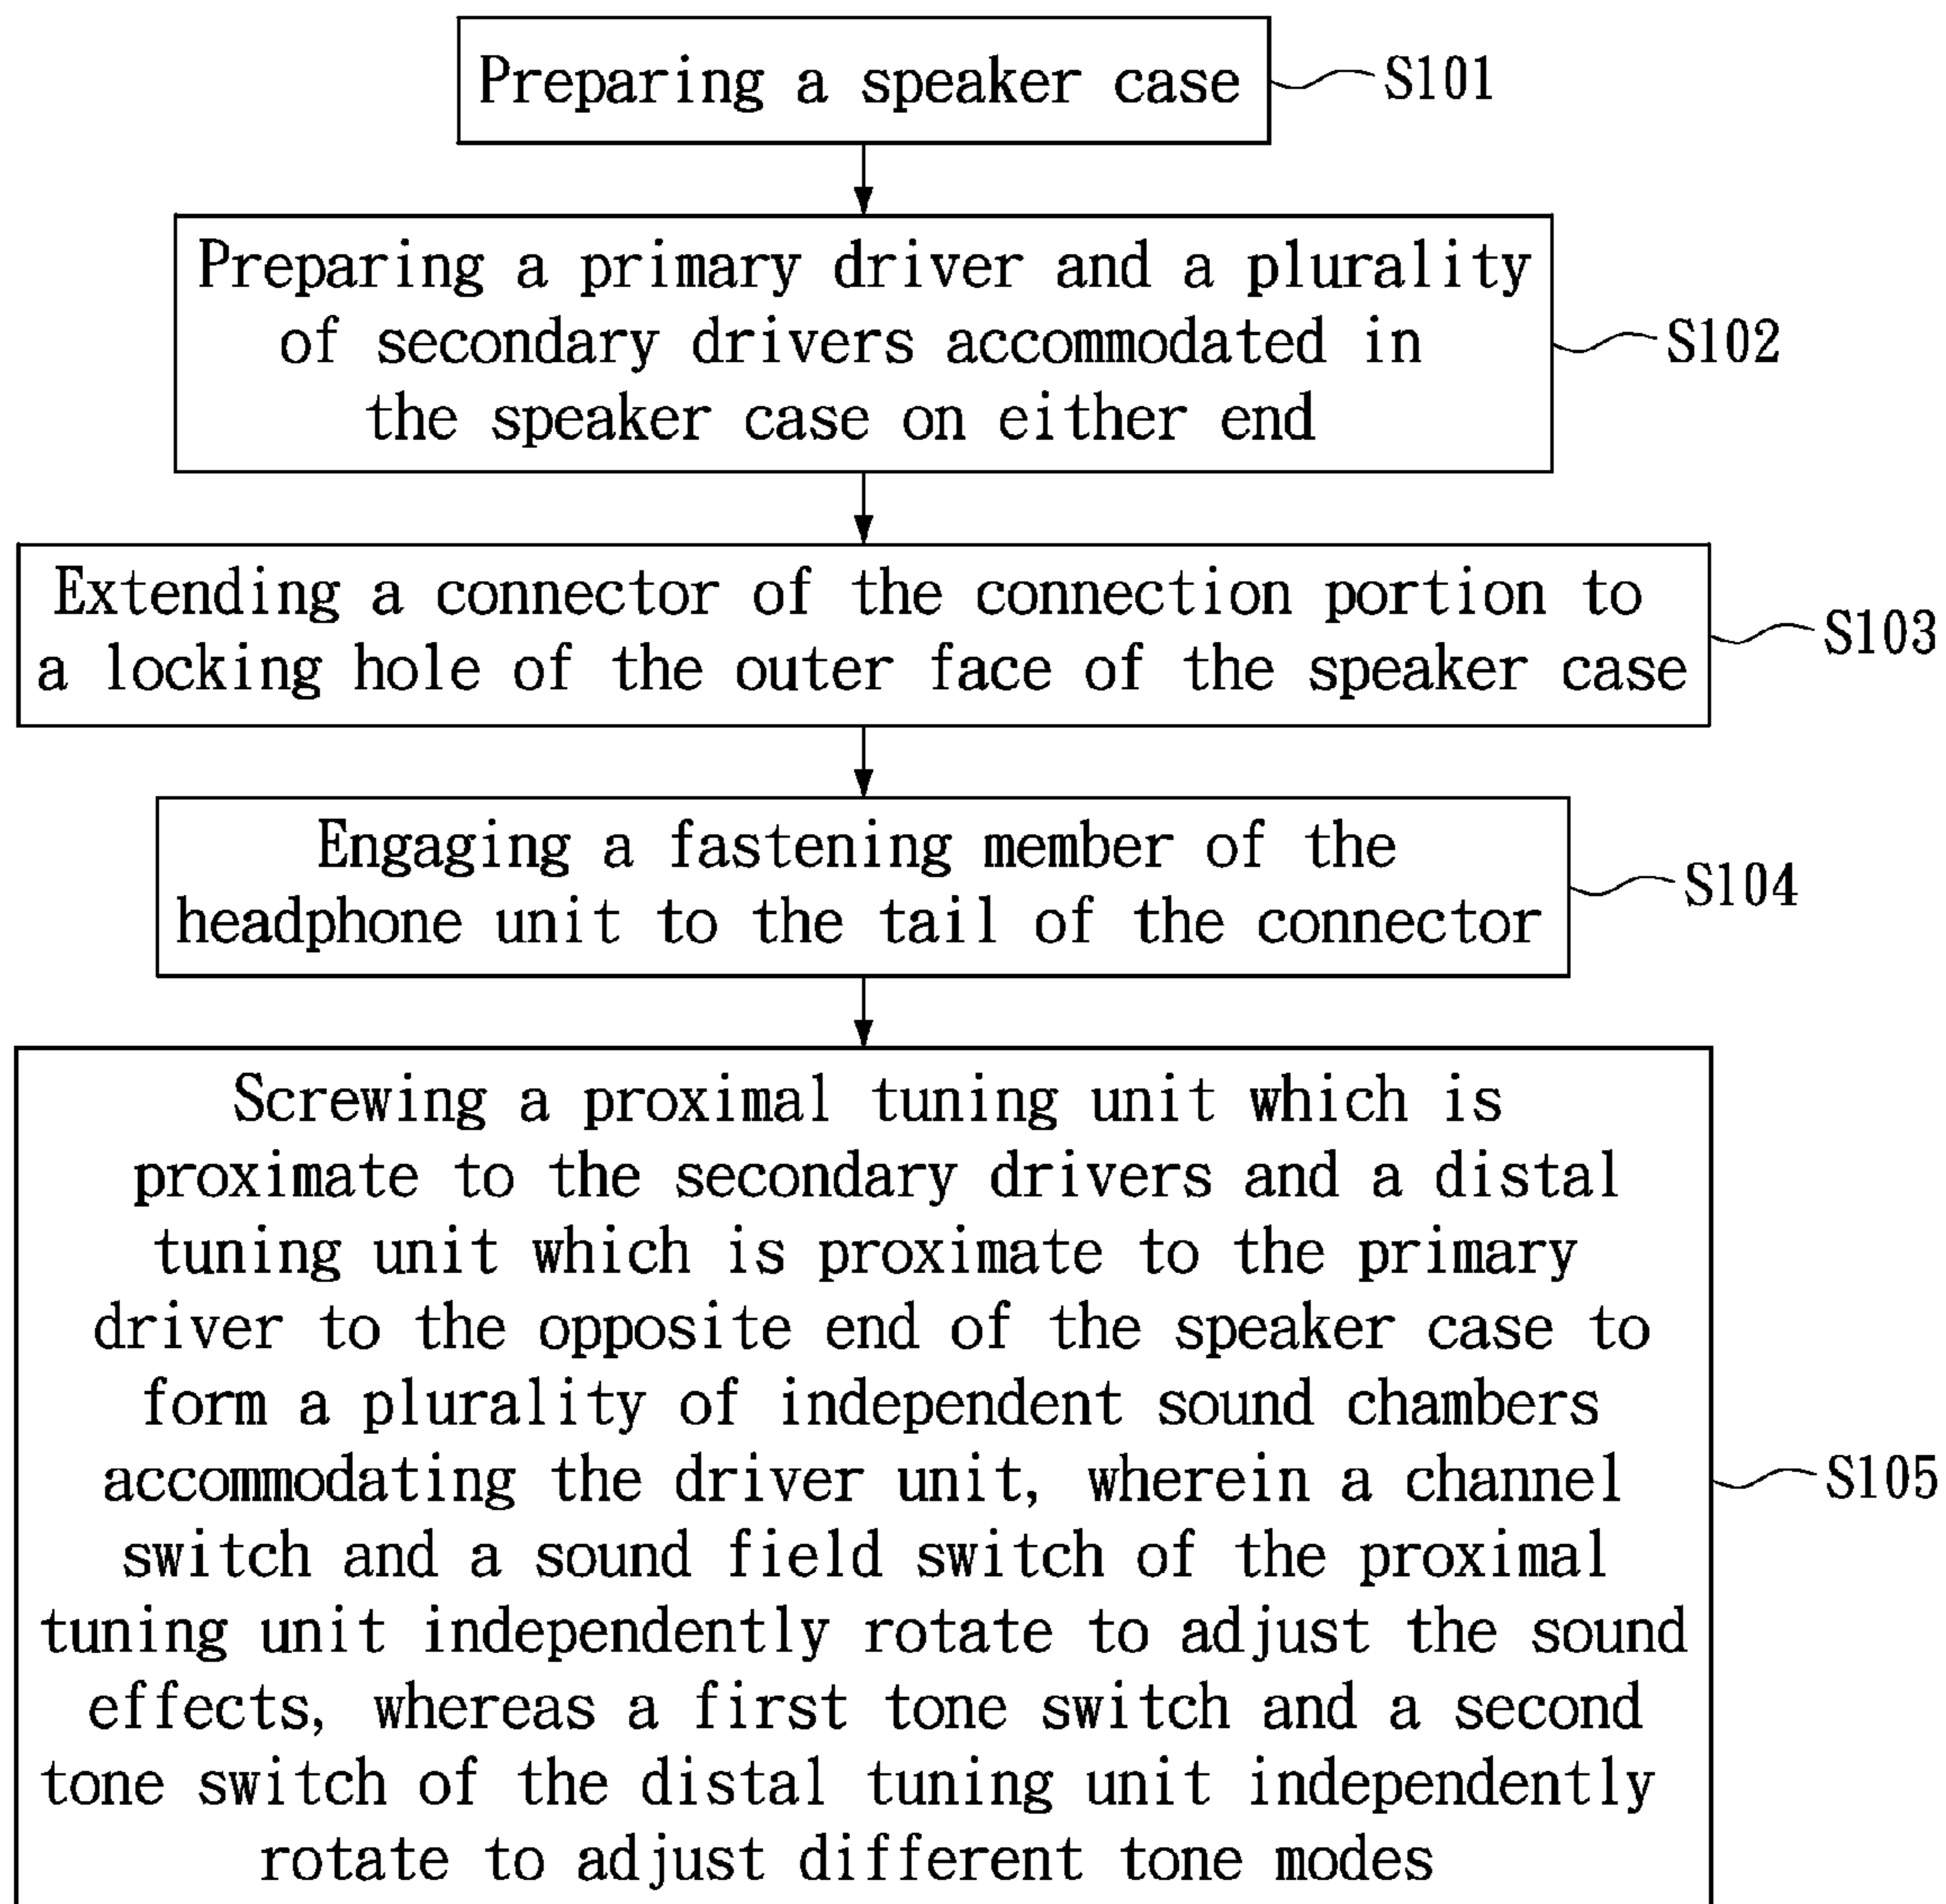 Preparing a speaker case
S101
Preparing a primary driver and a plurality
of secondary drivers accommodated in
the speaker case on either end
S102
Extending a connector of the connection portion to
a locking hole of the outer face of the speaker case
S103
Engaging a fastening member of the
headphone unit to the tail of the connector
S104
Screwing a proximal tuning unit which is
proximate to the secondary drivers and a distal
tuning unit which is proximate to the primary
driver to the opposite end of the speaker case to
form a plurality of independent sound chambers
accommodating the driver unit, wherein a channel
switch and a sound field switch of the proximal
tuning unit independently rotate to adjust the sound
effects, whereas a first tone switch and a second
tone switch of the distal tuning unit independently
rotate to adjust different tone modes
S105